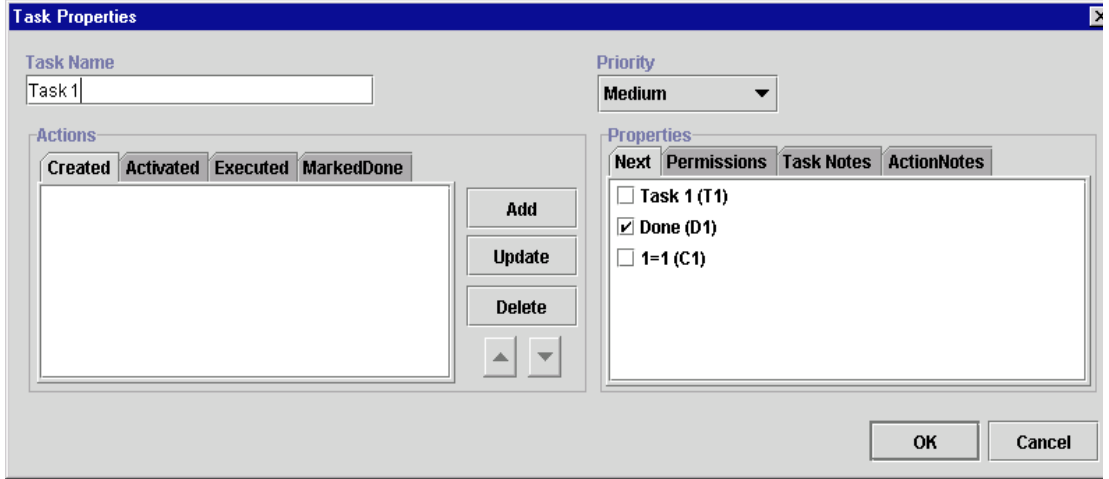 Task Properties
Task Name
Priority
Task 1
Medium
Actions
Properties
Created Activated Executed MarkedDone
Next Permissions Task Notes ActionNotes
Add
Update
Delete
Task 1 (T1)
Done (D1)
1=1 (C1)
OK
Cancel